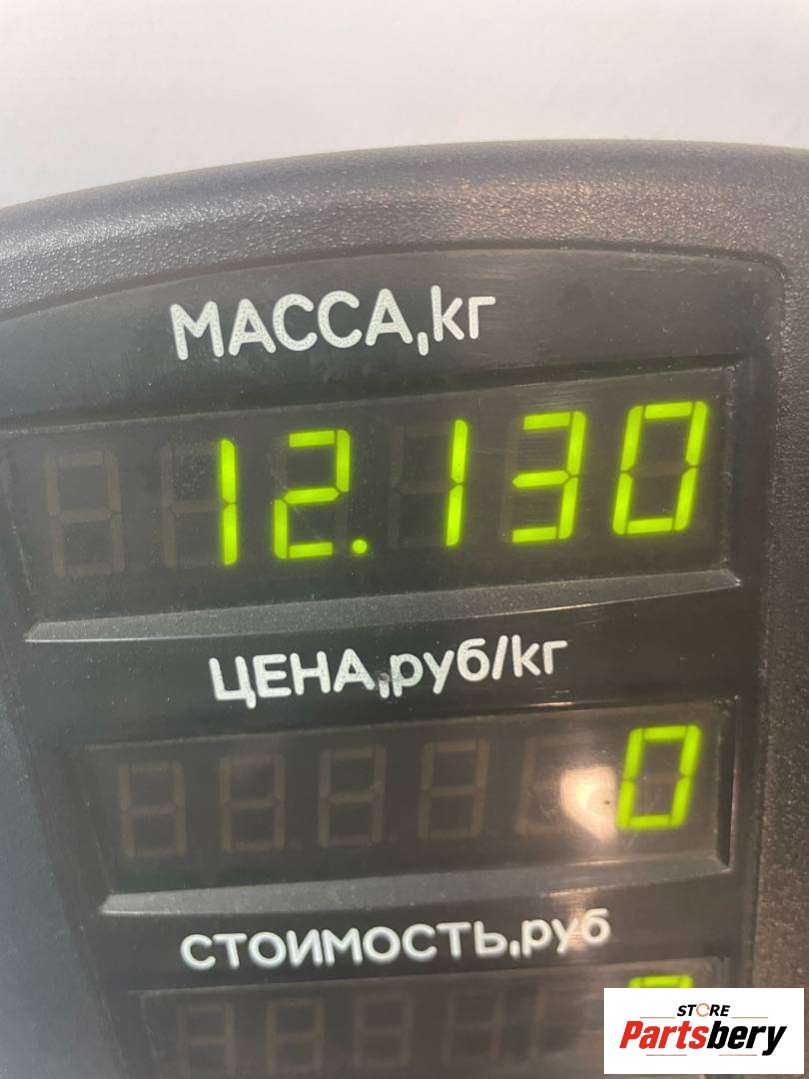 МАССА,кг
12.130
ЦЕНА,руб/кг
0
СТОИМОСТЬ,руб
STORE
Partsbery